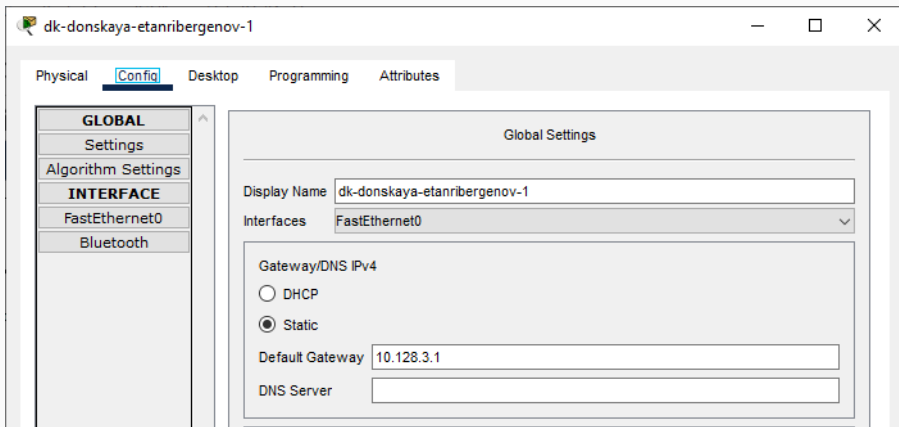 dk-donskaya-etanribergenov-1
Physical Config Desktop Programming Attributes
GLOBAL
Settings
Algorithm Settings
INTERFACE
FastEthernet0
Bluetooth
Global Settings
Display Name dk-donskaya-etanribergenov-1
Interfaces FastEthernet0
Gateway/DNS IPv4
DHCP
Static
Default Gateway 10.128.3.1
DNS Server